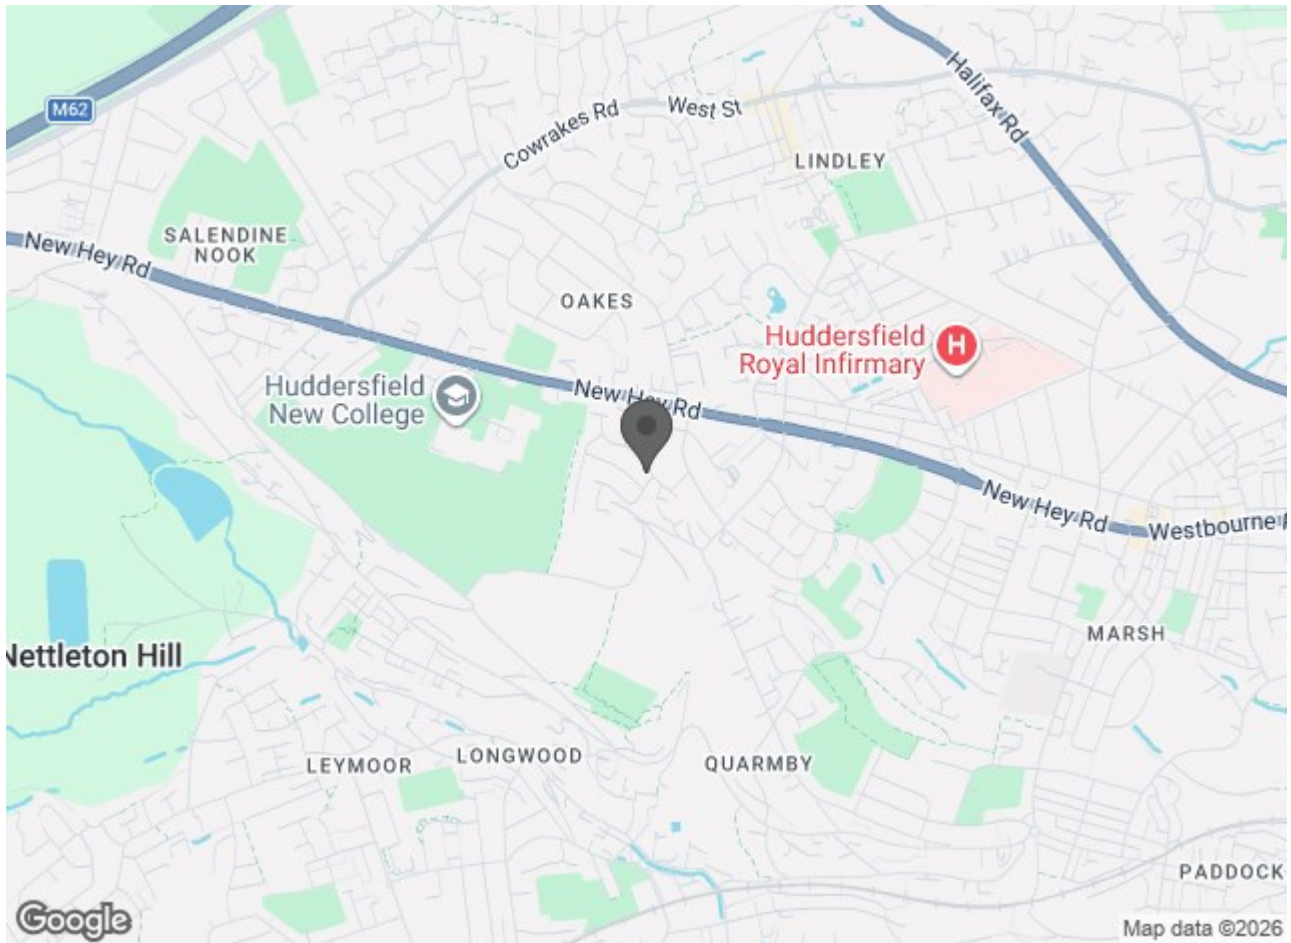 M62
Cowrakes Rd
West St
Halifax Rd
LINDLEY
SALENDINE
NOOK
New Hey Rd
OAKES
Huddersfield
Royal Infirmary
H
Huddersfield
New College
New Hey Rd
New Hey Rd
Westbourne
MARSH
Nettleton Hill
LEYMOOR
LONGWOOD
QUARMBY
PADDOCK
Google
Map data ©2026